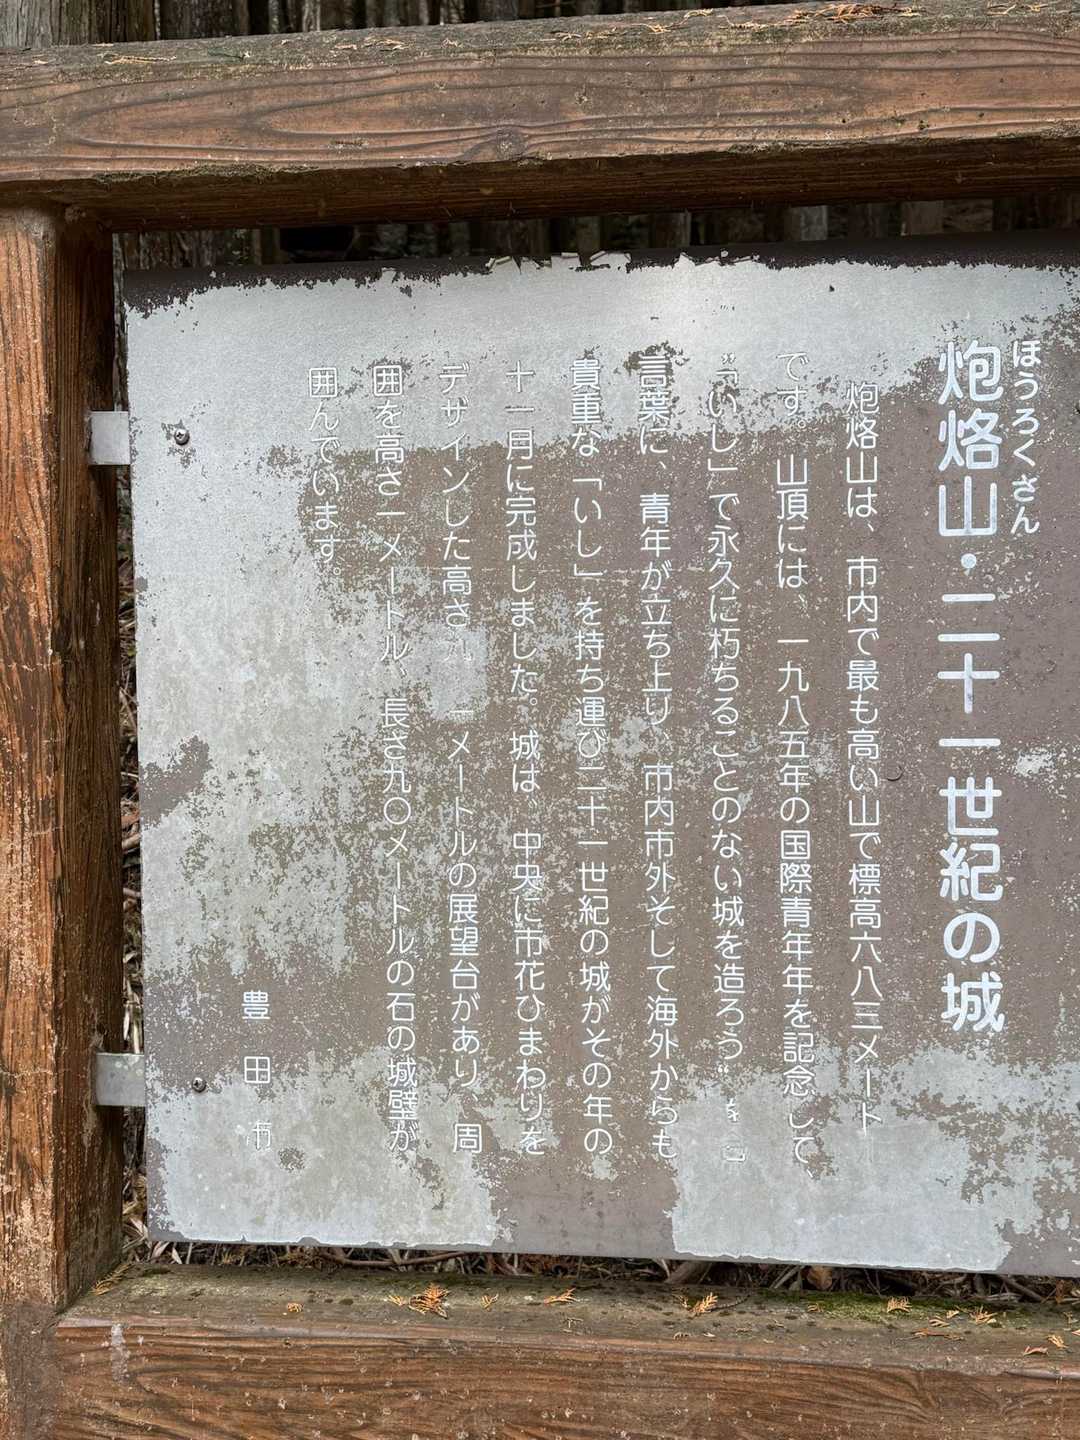 ほうろくさん
炮烙山・二十一世紀の城
炮烙山は、市内で最も高い山で標高六八三メート
です。山頂には、一九八五年の国際青年年を記念して、
“「いし」で永久に朽ちることのない城を造ろう”を
言葉に、青年が立ち上り、市内市外そして海外からも
貴重な「いし」を持ち運び二十一世紀の城がその年の
十一月に完成しました。城は、中央に市花ひまわりを
デザインした高さ九．一メートルの展望台があり、周
囲を高さ一メートル、長さ九〇メートルの石の城壁が
囲んでいます。
豊田市